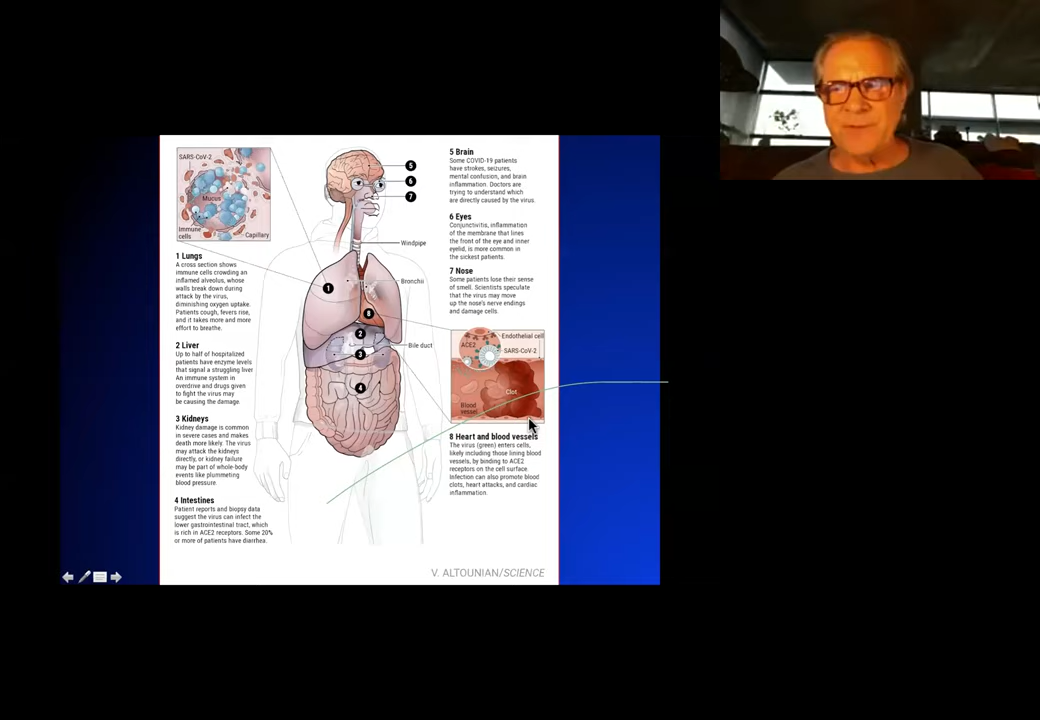 SARS-CoV-2
Mucus
Immune
cells
Capillary
1 Lungs
A cross section shows
immune cells crowding an
inflamed alveolus, whose
walls break down during
attack by the virus,
diminishing oxygen uptake.
Patients cough, fevers rise,
and it takes more and more
effort to breathe.
2 Liver
Up to half of hospitalized
patients have enzyme levels
that signal a struggling liver.
An immune system in
overdrive and drugs given
to fight the virus may
be causing the damage.
3 Kidneys
Kidney damage is common
in severe cases and makes
death more likely. The virus
may attack the kidneys
directly, or kidney failure
may be part of whole-body
events like plummeting
blood pressure.
4 Intestines
Patient reports and biopsy data
suggest the virus can infect the
lower gastrointestinal tract, which
is rich in ACE2 receptors. Some 20%
or more of patients have diarrhea.
5
6
7
Windpipe
1
Bronchii
8
2
Bile duct
3
4
5 Brain
Some COVID-19 patients
have strokes, seizures,
mental confusion, and brain
inflammation. Doctors are
trying to understand which
are directly caused by the virus.
6 Eyes
Conjunctivitis, inflammation
of the membrane that lines
the front of the eye and inner
eyelid, is more common in
the sickest patients.
7 Nose
Some patients lose their sense
of smell. Scientists speculate
that the virus may move
up the nose's nerve endings
and damage cells.
Endothelial cell
ACE2
SARS-CoV-2
Clot
Blood
vessel
8 Heart and blood vessels
The virus (green) enters cells,
likely including those lining blood
vessels, by binding to ACE2
receptors on the cell surface.
Infection can also promote blood
clots, heart attacks, and cardiac
inflammation.
V. ALTOUNIAN/SCIENCE